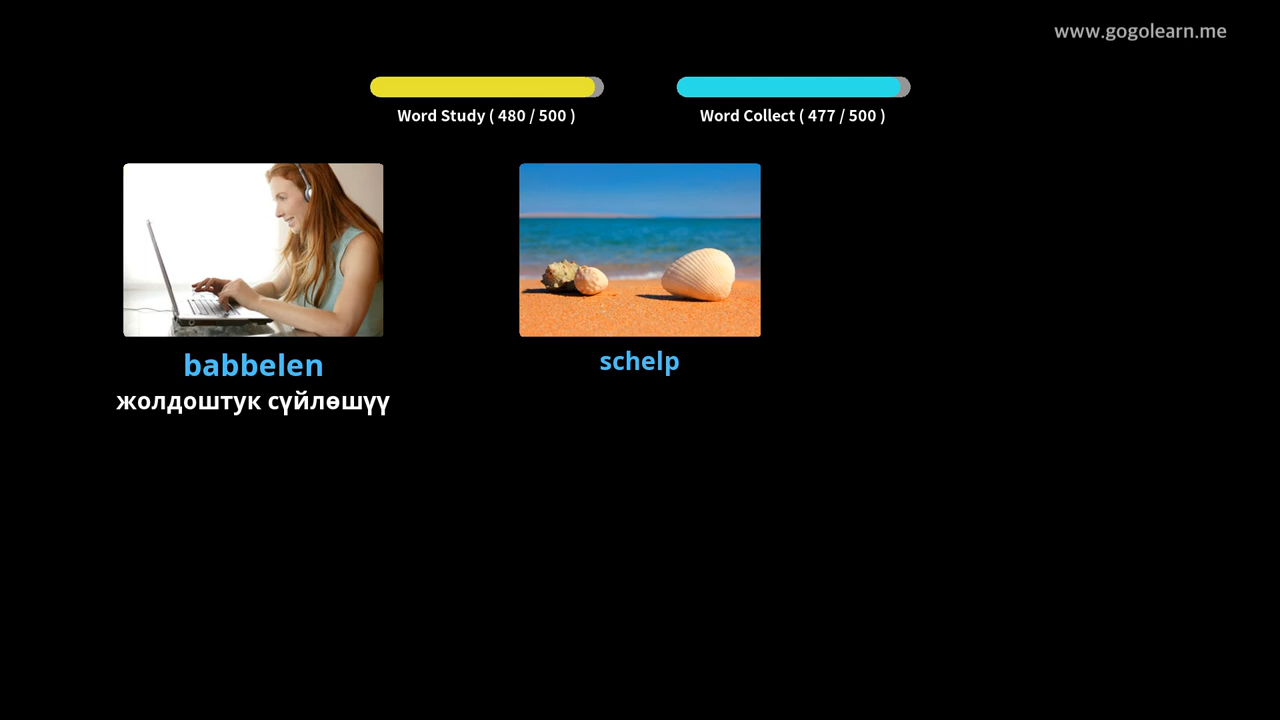 www.gogolearn.me
Word Study ( 480 / 500 )
Word Collect ( 477 / 500 )
babbelen
жолдоштук сүйлөшүү
schelp